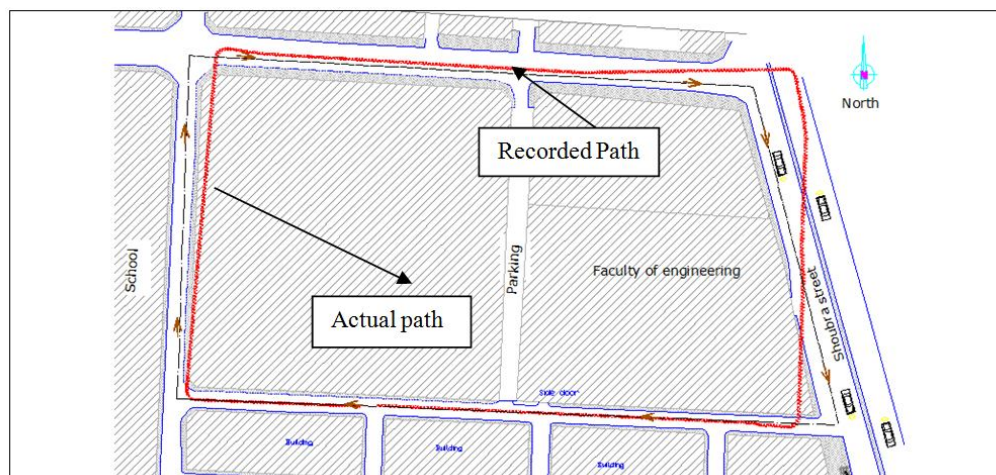 N
North
Recorded Path
School
Parking
Faculty of engineering
Shoubra street
Actual path
Side door
Building
Building
Building